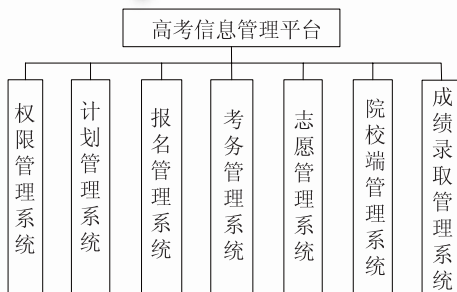 高考信息管理平台
权限管理系统
计划管理系统
报名管理系统
考务管理系统
志愿管理系统
院校端管理系统
成绩录取管理系统